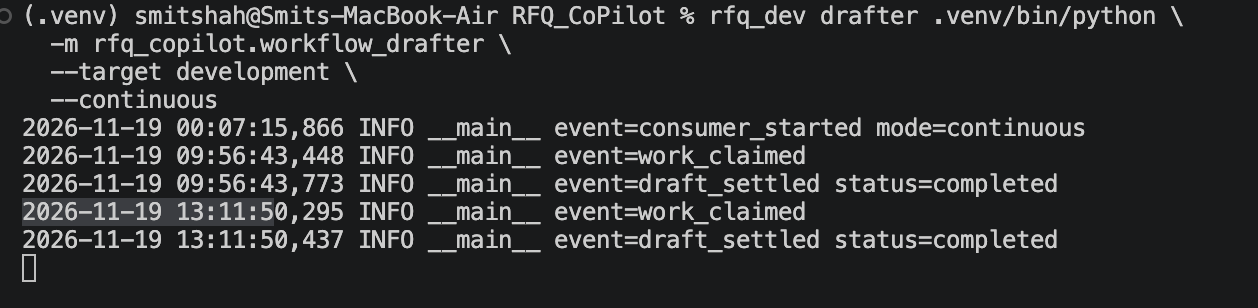 (.venv) smitshah@Smits-MacBook-Air RFQ_CoPilot % rfq_dev drafter .venv/bin/python \
-m rfq_copilot.workflow_drafter \
--target development \
--continuous
2026-11-19 00:07:15,866 INFO __main__ event=consumer_started mode=continuous
2026-11-19 09:56:43,448 INFO __main__ event=work_claimed
2026-11-19 09:56:43,773 INFO __main__ event=draft_settled status=completed
2026-11-19 13:11:50,295 INFO __main__ event=work_claimed
2026-11-19 13:11:50,437 INFO __main__ event=draft_settled status=completed